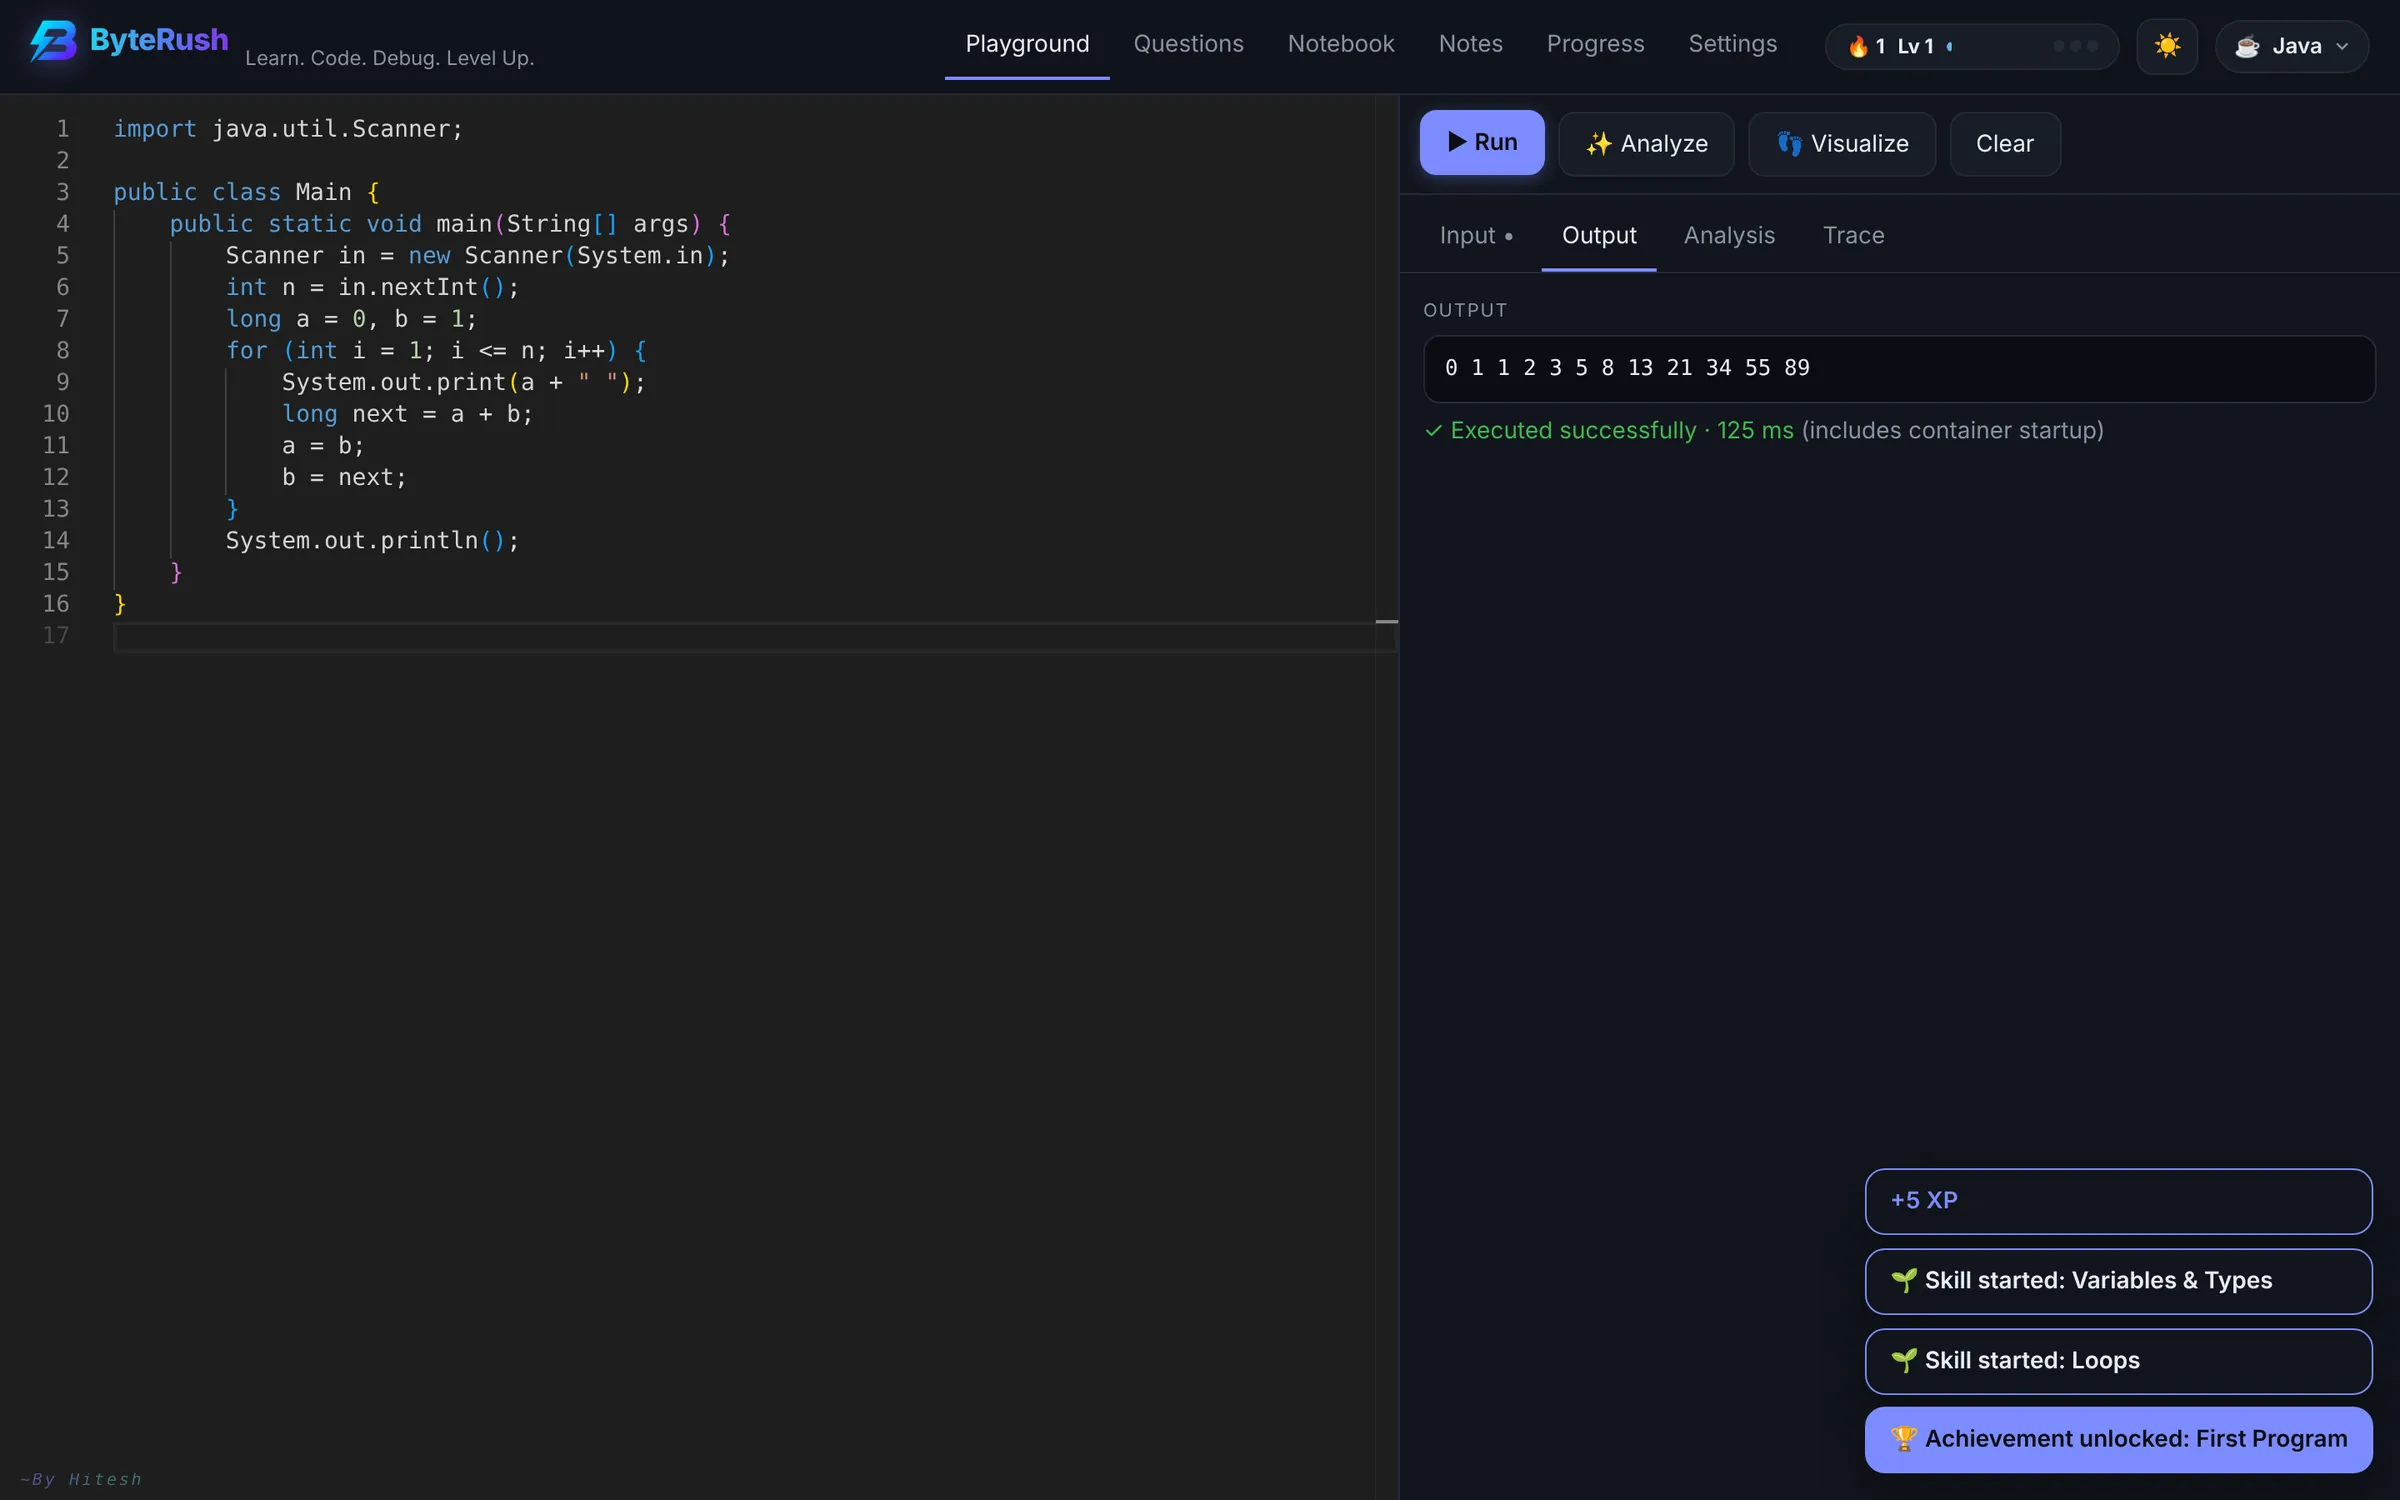 ByteRush Learn. Code. Debug. Level Up.
Playground Questions Notebook Notes Progress Settings 1 Lv 1 Java
1 import java.util.Scanner;
2
3 public class Main {
4     public static void main(String[] args) {
5         Scanner in = new Scanner(System.in);
6         int n = in.nextInt();
7         long a = 0, b = 1;
8         for (int i = 1; i <= n; i++) {
9             System.out.print(a + " ");
10             long next = a + b;
11             a = b;
12             b = next;
13         }
14         System.out.println();
15     }
16 }
17
~By Hitesh
▶ Run ✨ Analyze 👣 Visualize Clear
Input • Output Analysis Trace
OUTPUT
0 1 1 2 3 5 8 13 21 34 55 89
✓ Executed successfully · 125 ms (includes container startup)
+5 XP
🌱 Skill started: Variables & Types
🌱 Skill started: Loops
🏆 Achievement unlocked: First Program